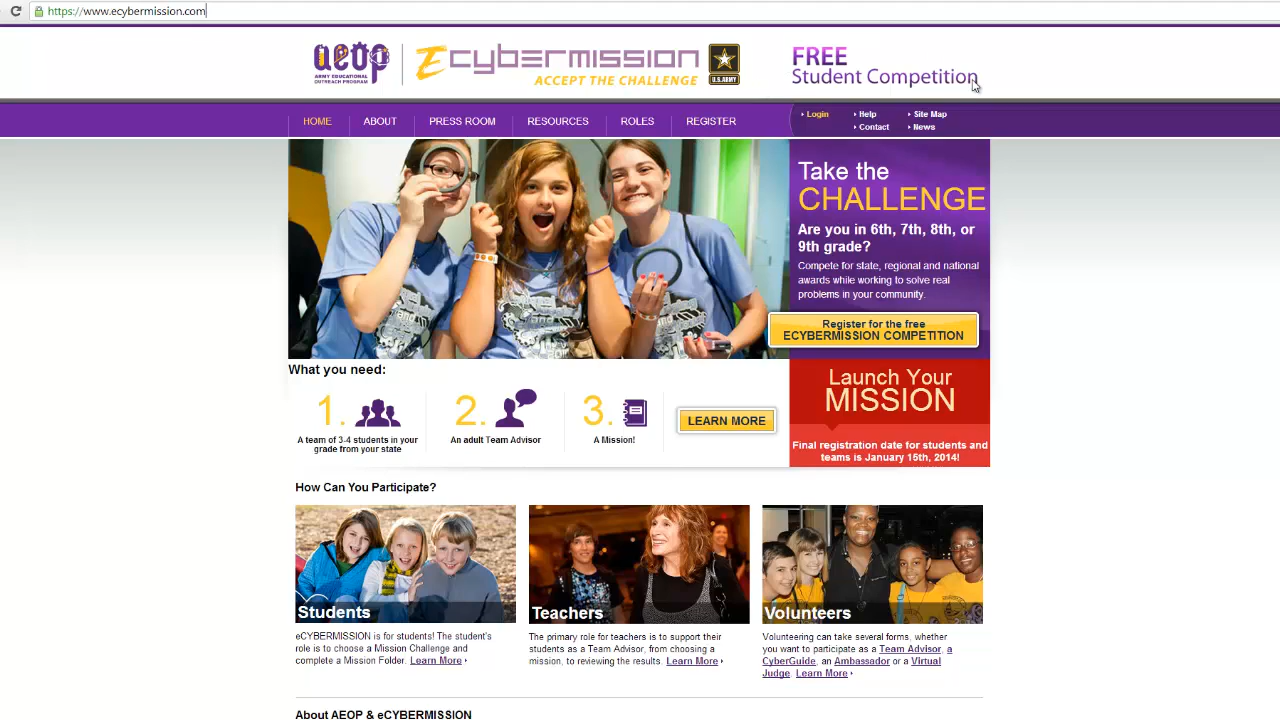 https://www.ecybermission.com
aeop
ARMY EDUCATIONAL
OUTREACH PROGRAM
Ecybermission
ACCEPT THE CHALLENGE
U.S.ARMY
FREE
Student Competition
HOME
ABOUT
PRESS ROOM
RESOURCES
ROLES
REGISTER
Login
Help
Site Map
Contact
News
Take the
CHALLENGE
Are you in 6th, 7th, 8th, or
9th grade?
Compete for state, regional and national
awards while working to solve real
problems in your community.
Register for the free
ECYBERMISSION COMPETITION
What you need:
1.
A team of 3-4 students in your
grade from your state
2.
An adult Team Advisor
3.
A Mission!
LEARN MORE
Launch Your
MISSION
Final registration date for students and
teams is January 15th, 2014!
How Can You Participate?
Students
eCYBERMISSION is for students! The student's
role is to choose a Mission Challenge and
complete a Mission Folder. Learn More
Teachers
The primary role for teachers is to support their
students as a Team Advisor, from choosing a
mission, to reviewing the results. Learn More
Volunteers
Volunteering can take several forms, whether
you want to participate as a Team Advisor, a
CyberGuide, an Ambassador or a Virtual
Judge. Learn More
About AEOP & eCYBERMISSION